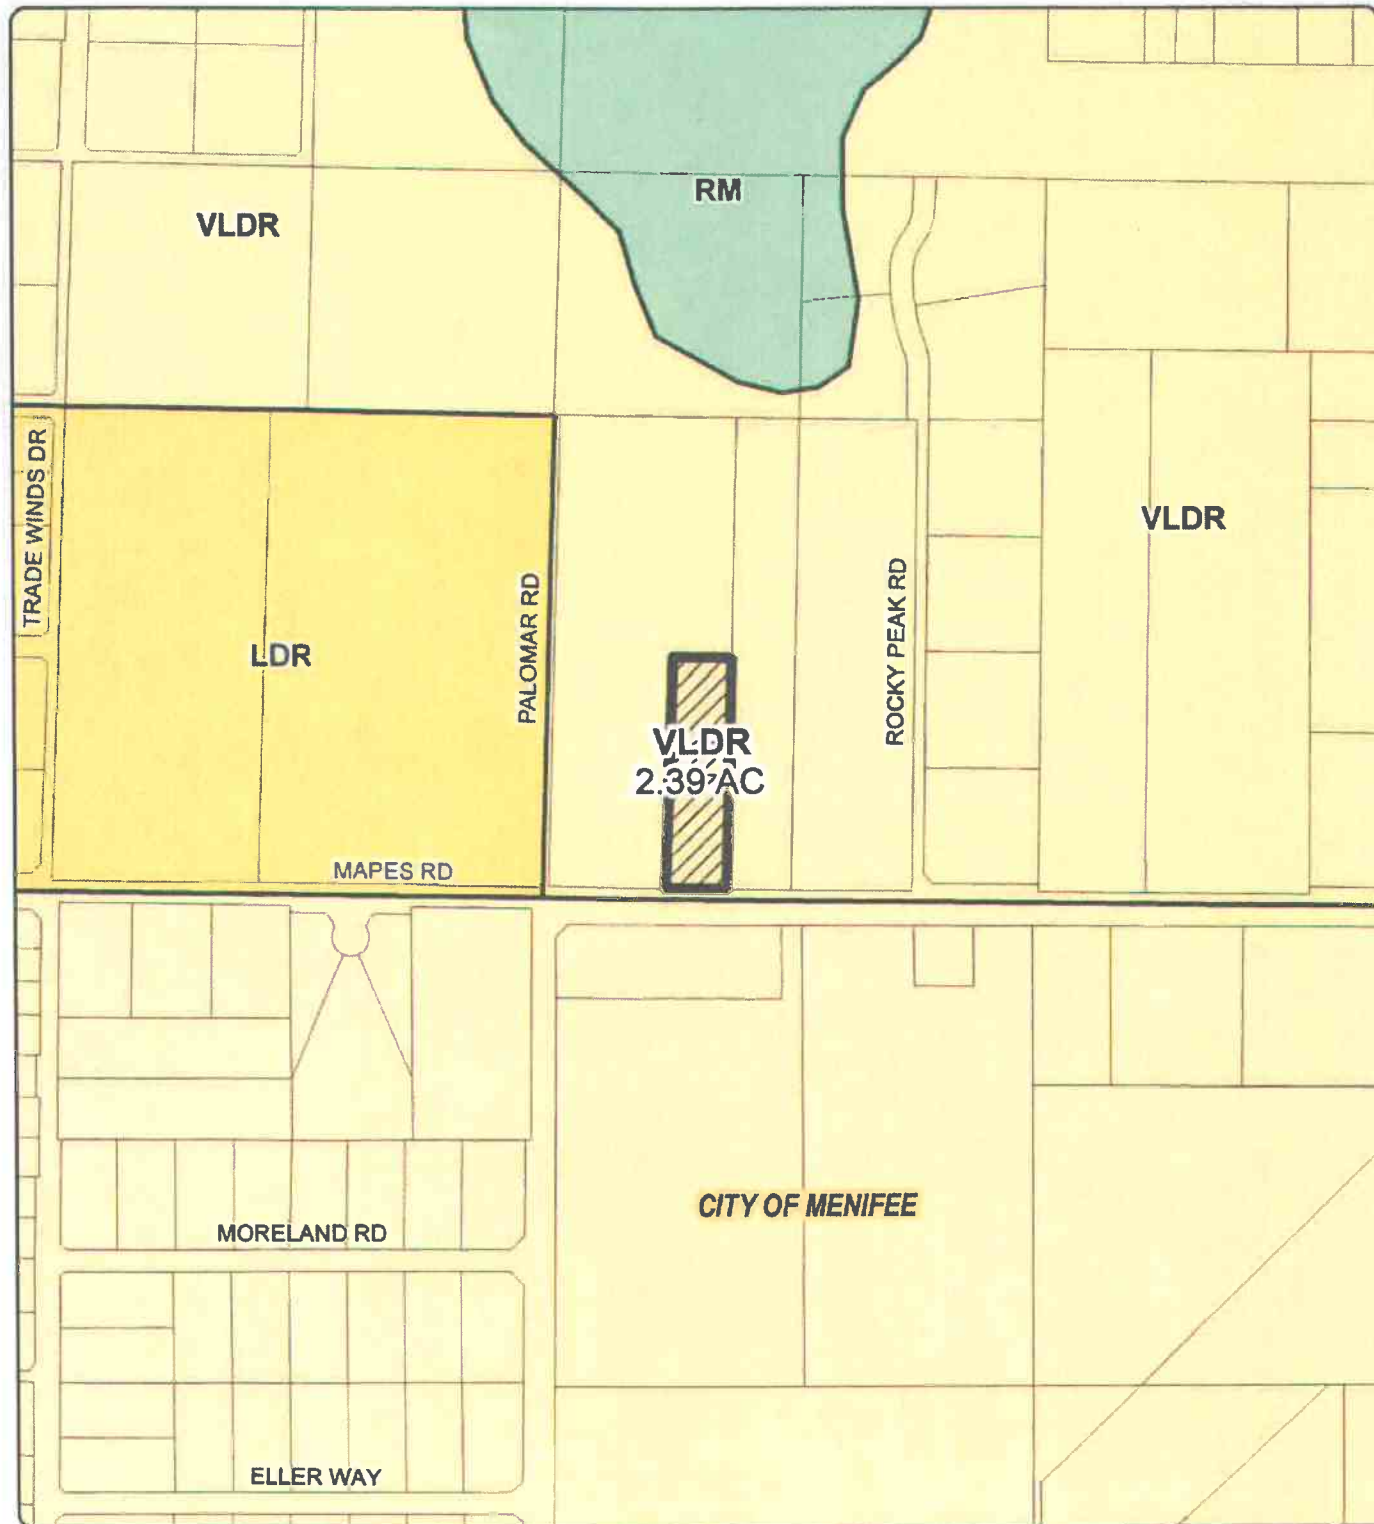 RM
VLDR
TRADE WINDS DR
VLDR
PALOMAR RD
ROCKY PEAK RD
LDR
VLDR
2.39 AC
MAPES RD
CITY OF MENIFEE
MORELAND RD
ELLER WAY